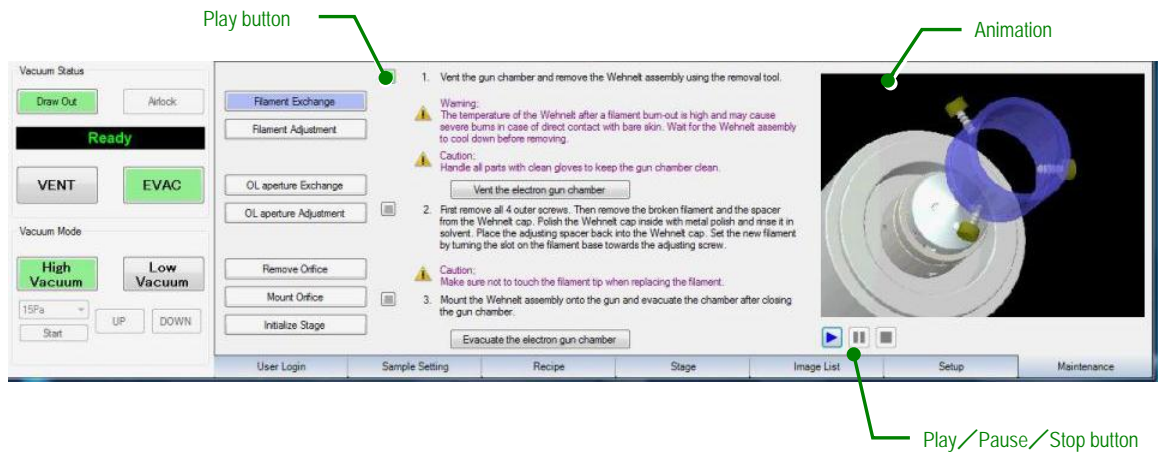 Play button
Animation
Vacuum Status
Draw Out
Airlock
Ready
VENT
EVAC
Vacuum Mode
High
Vacuum
Low
Vacuum
15Pa
Start
UP
DOWN
Filament Exchange
Filament Adjustment
OL aperture Exchange
OL aperture Adjustment
Remove Orifice
Mount Orifice
Initialize Stage
1. Vent the gun chamber and remove the Wehnelt assembly using the removal tool.
Warning;
The temperature of the Wehnelt after a filament burn-out is high and may cause
severe burns in case of direct contact with bare skin. Wait for the Wehnelt assembly
to cool down before removing.
Caution;
Handle all parts with clean gloves to keep the gun chamber clean.
Vent the electron gun chamber
2. First remove all 4 outer screws. Then remove the broken filament and the spacer
from the Wehnelt cap. Polish the Wehnelt cap inside with metal polish and rinse it in
solvent. Place the adjusting spacer back into the Wehnelt cap. Set the new filament
by turning the slot on the filament base towards the adjusting screw.
Caution;
Make sure not to touch the filament tip when replacing the filament.
3. Mount the Wehnelt assembly onto the gun and evacuate the chamber after closing
the gun chamber.
Evacuate the electron gun chamber
User Login
Sample Setting
Recipe
Stage
Image List
Setup
Maintenance
Play／Pause／Stop button